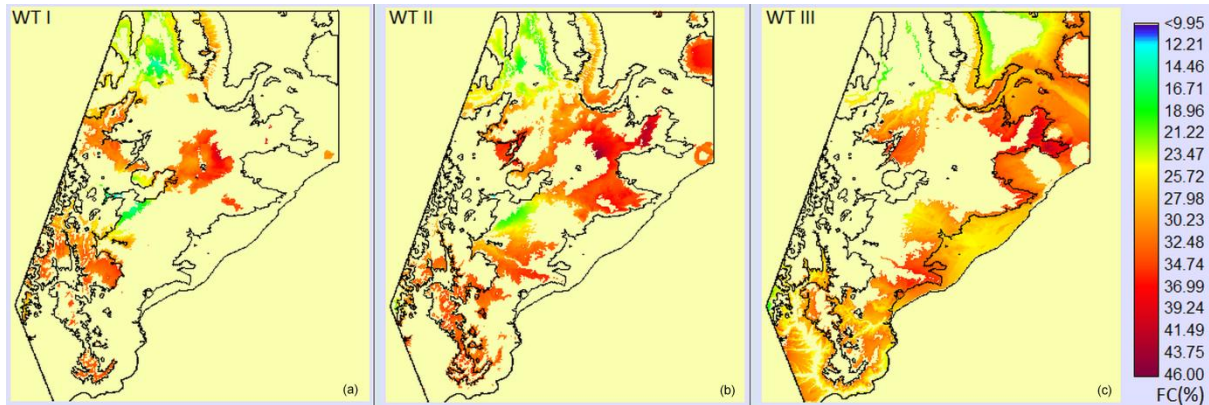 WT I
WT II
WT III
(a)
(b)
(c)
<9.95
12.21
14.46
16.71
18.96
21.22
23.47
25.72
27.98
30.23
32.48
34.74
36.99
39.24
41.49
43.75
46.00
FC(%)